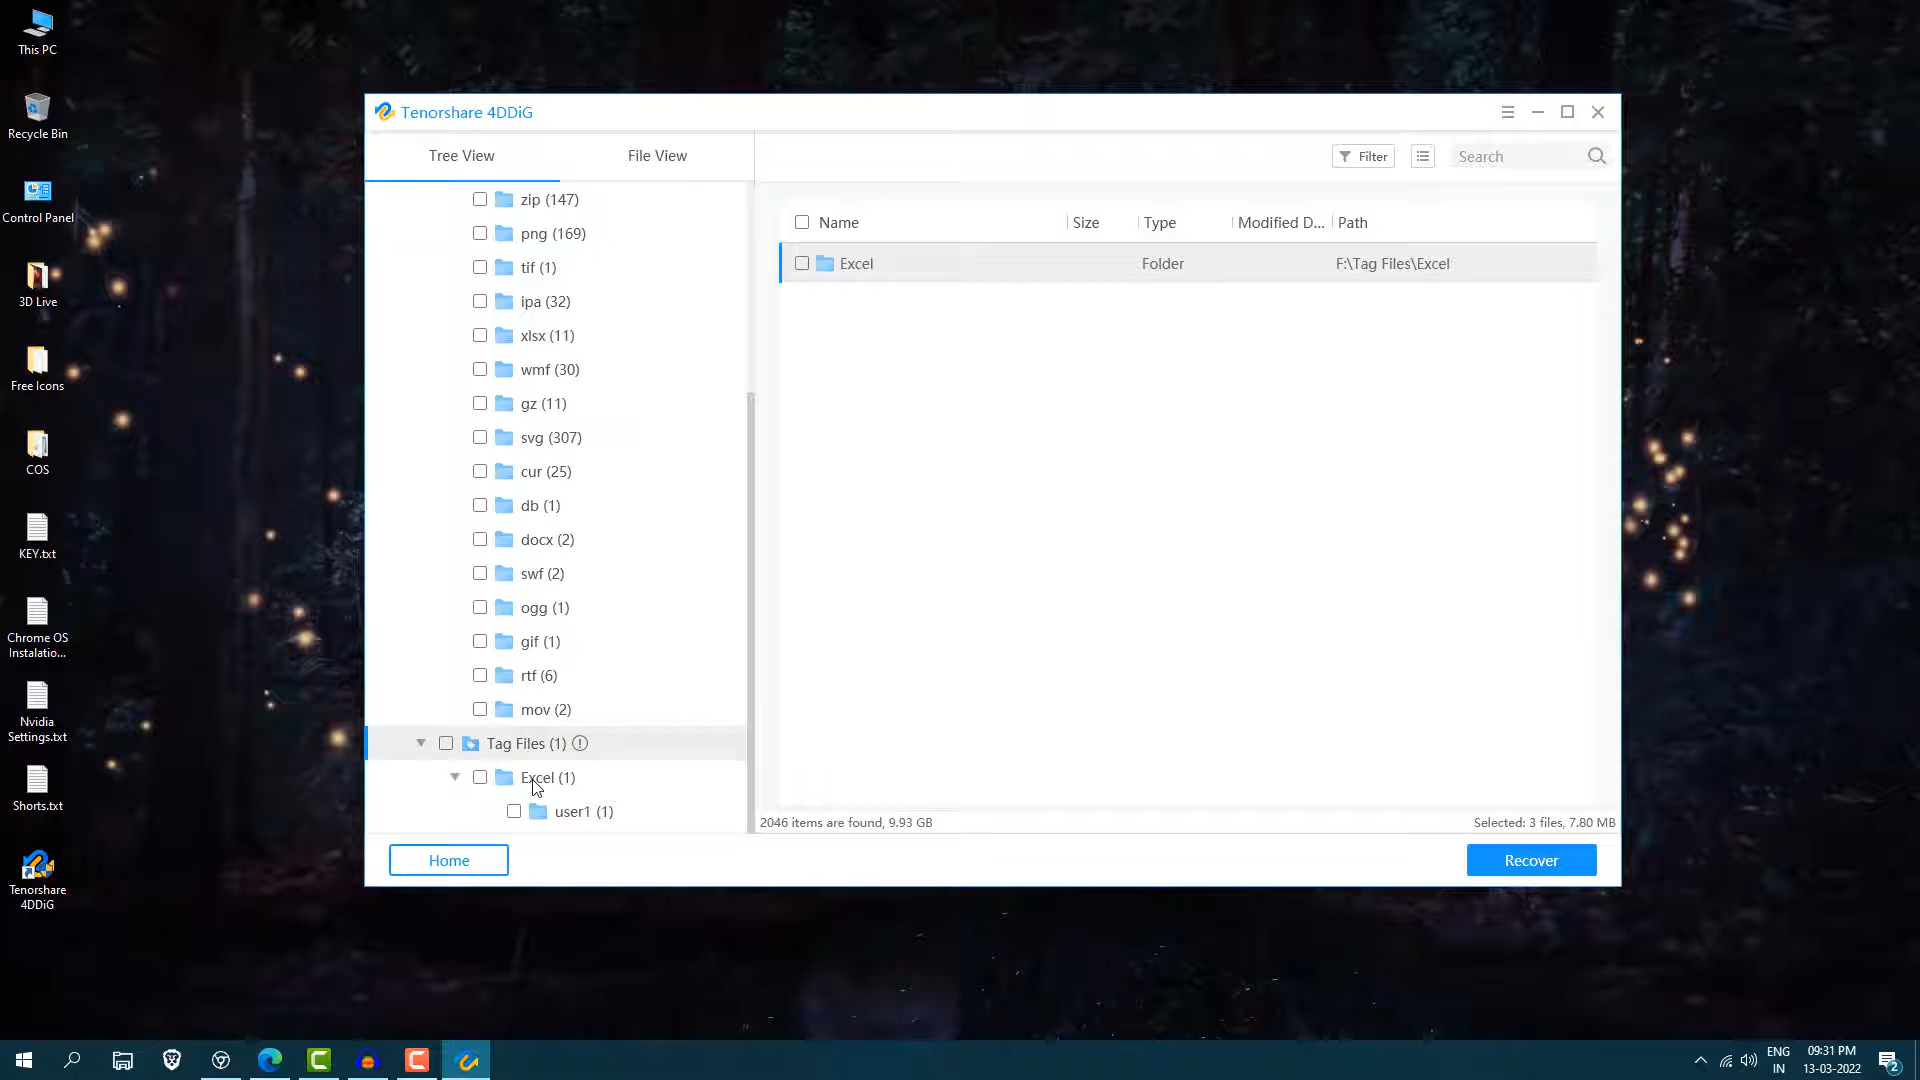 This PC
Recycle Bin
Control Panel
3D Live
Free Icons
COS
KEY.txt
Chrome OS
Instalatio...
Nvidia
Settings.txt
Shorts.txt
Tenorshare
4DDiG
Tenorshare 4DDiG
Tree View
File View
Filter
Search
zip (147)
png (169)
tif (1)
ipa (32)
xlsx (11)
wmf (30)
gz (11)
svg (307)
cur (25)
db (1)
docx (2)
swf (2)
ogg (1)
gif (1)
rtf (6)
mov (2)
Tag Files (1)
Excel (1)
user1 (1)
Name Size Type Modified D... Path
Excel Folder F:\Tag Files\Excel
2046 items are found, 9.93 GB
Selected: 3 files, 7.80 MB
Home
Recover
ENG
IN
09:31 PM
13-03-2022
2